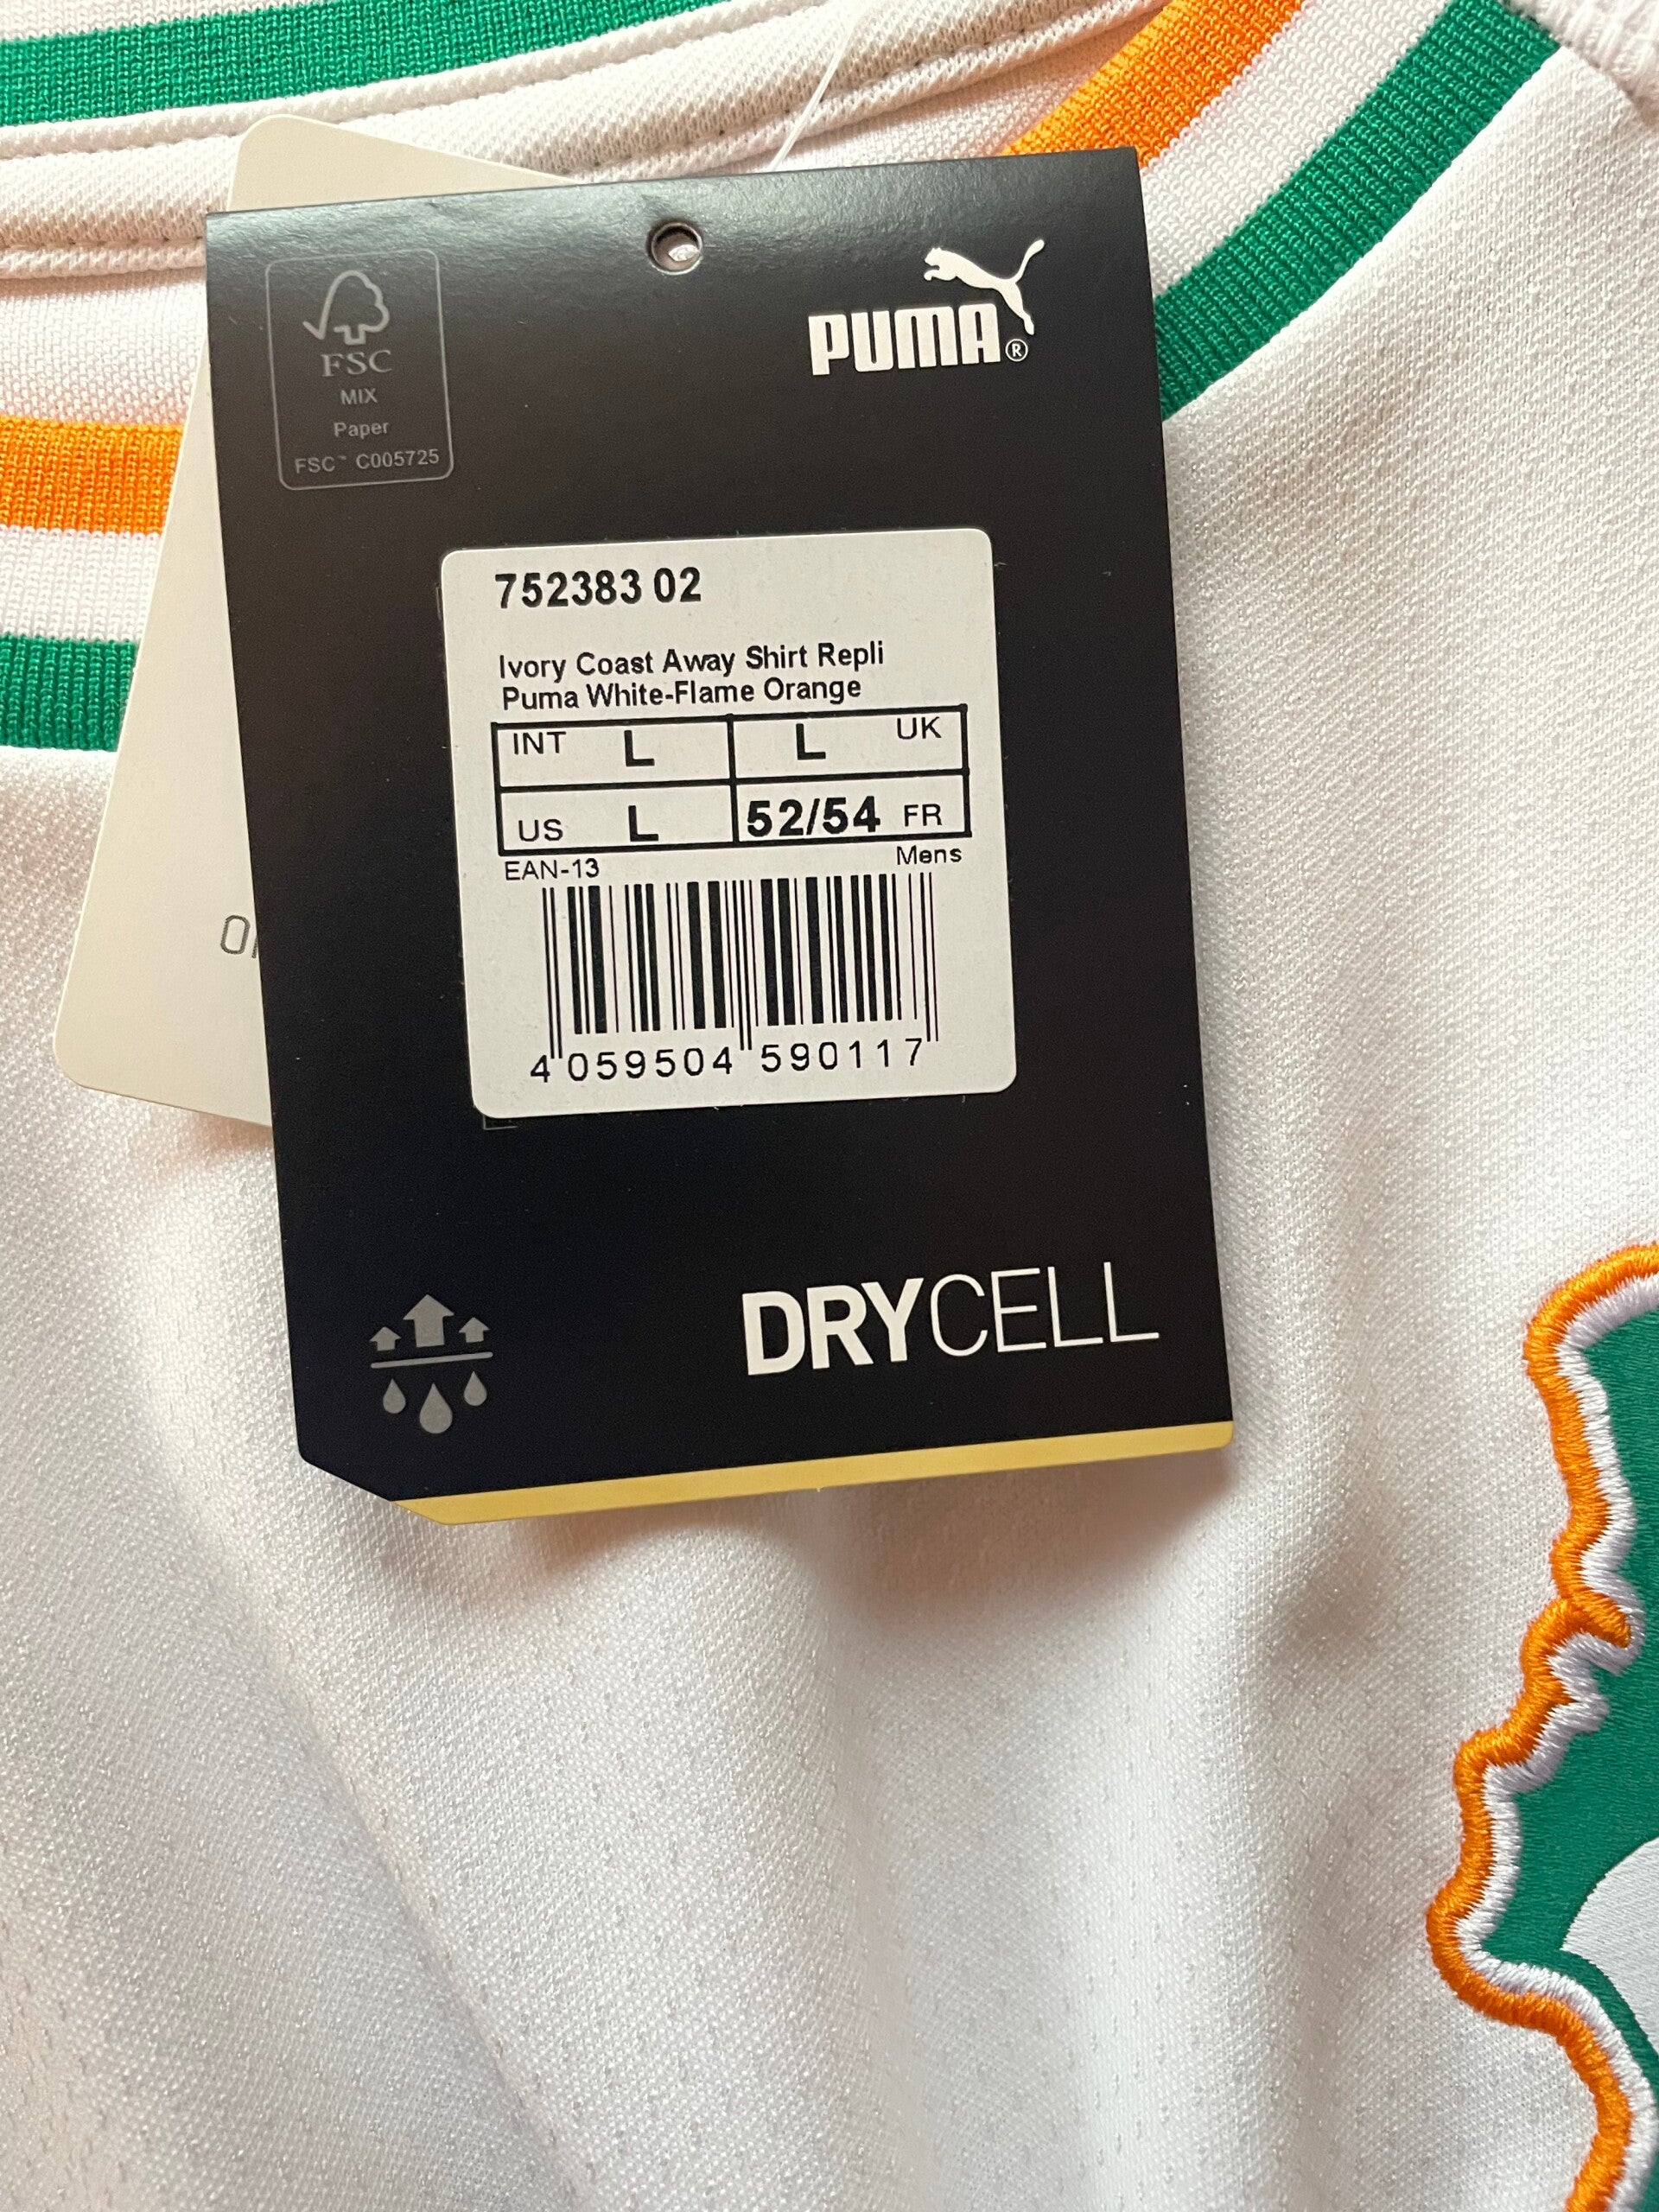 PUMA®
FSC
MIX
Paper
FSC™ C005725
752383 02
Ivory Coast Away Shirt Repli
Puma White-Flame Orange
INT L L UK
US L 52/54 FR
EAN-13 Mens
4 059504 590117
DRYCELL